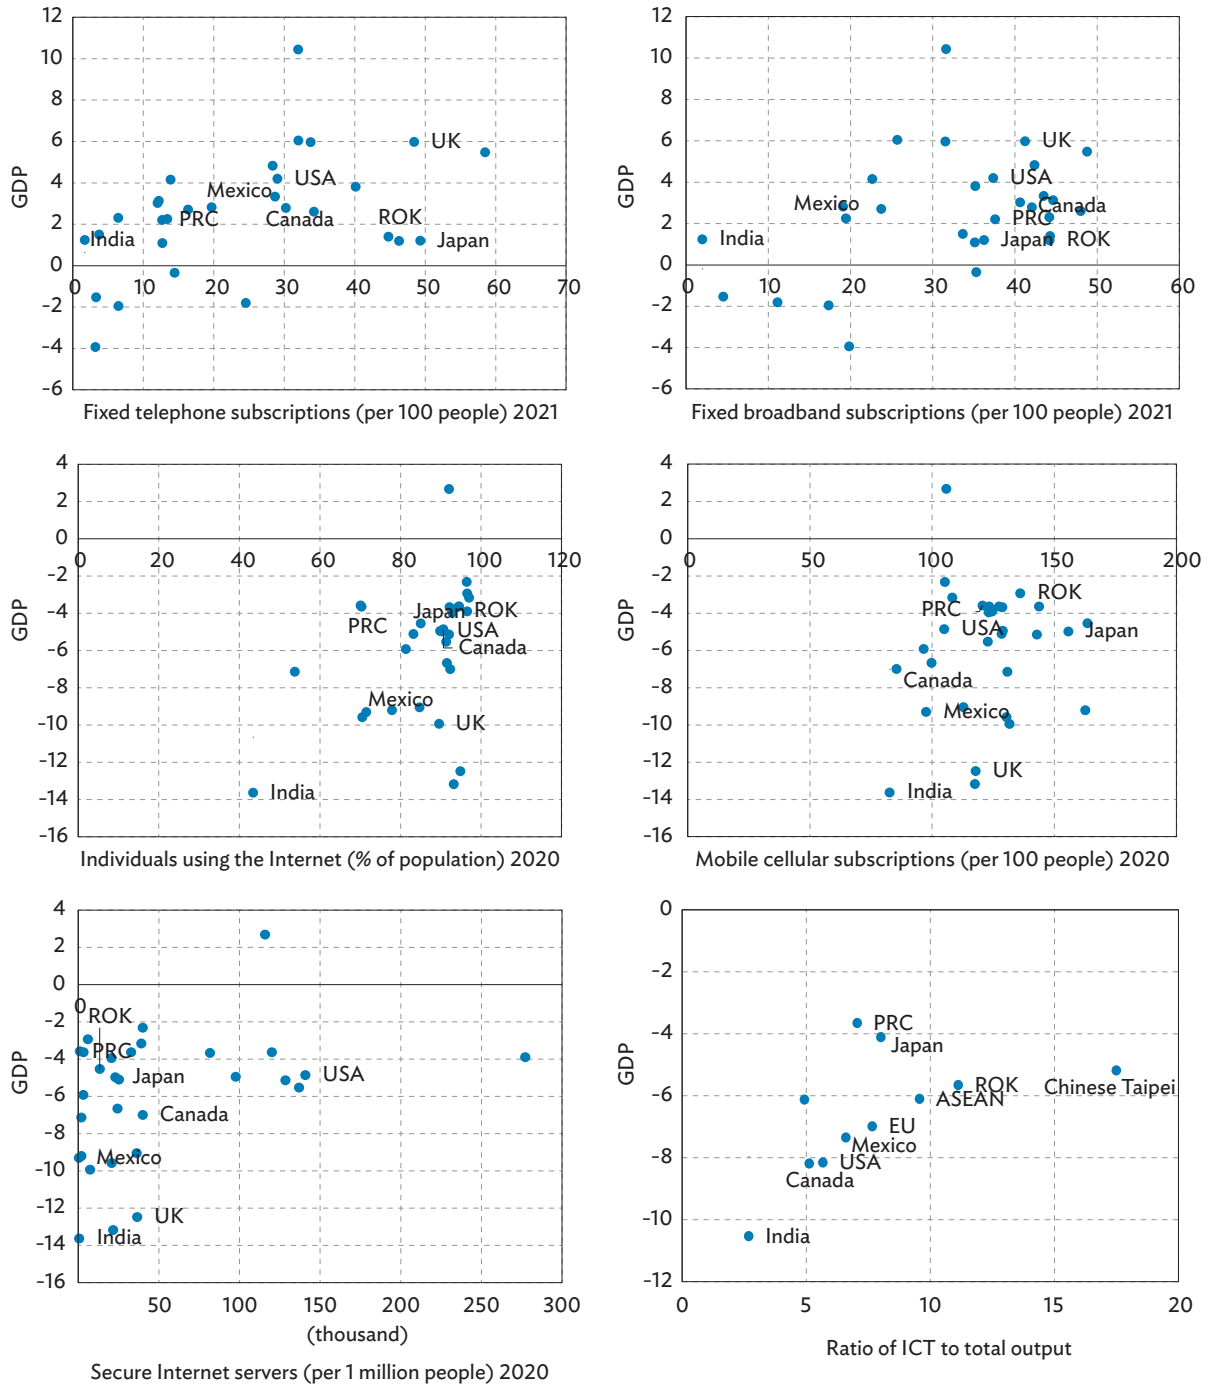 12
10
8
6
4
2
0
-2
-4
-6
GDP
UK
USA
Mexico
PRC
Canada
ROK
India
Japan
0 10 20 30 40 50 60 70
Fixed telephone subscriptions (per 100 people) 2021
12
10
8
6
4
2
0
-2
-4
-6
GDP
UK
USA
Mexico
Canada
PRC
India
Japan
ROK
0 10 20 30 40 50 60
Fixed broadband subscriptions (per 100 people) 2021
4
2
0
-2
-4
-6
-8
-10
-12
-14
-16
GDP
0 20 40 60 80 100 120
Japan
ROK
PRC
USA
Canada
Mexico
UK
India
Individuals using the Internet (% of population) 2020
4
2
0
-2
-4
-6
-8
-10
-12
-14
-16
GDP
0 50 100 150 200
ROK
PRC
USA
Japan
Canada
Mexico
UK
India
Mobile cellular subscriptions (per 100 people) 2020
4
2
0
-2
-4
-6
-8
-10
-12
-14
-16
GDP
0
ROK
PRC
Japan
USA
Canada
Mexico
UK
India
50 100 150 200 250 300
(thousand)
Secure Internet servers (per 1 million people) 2020
0
-2
-4
-6
-8
-10
-12
GDP
PRC
Japan
ROK
Chinese Taipei
ASEAN
EU
Mexico
USA
Canada
India
0 5 10 15 20
Ratio of ICT to total output